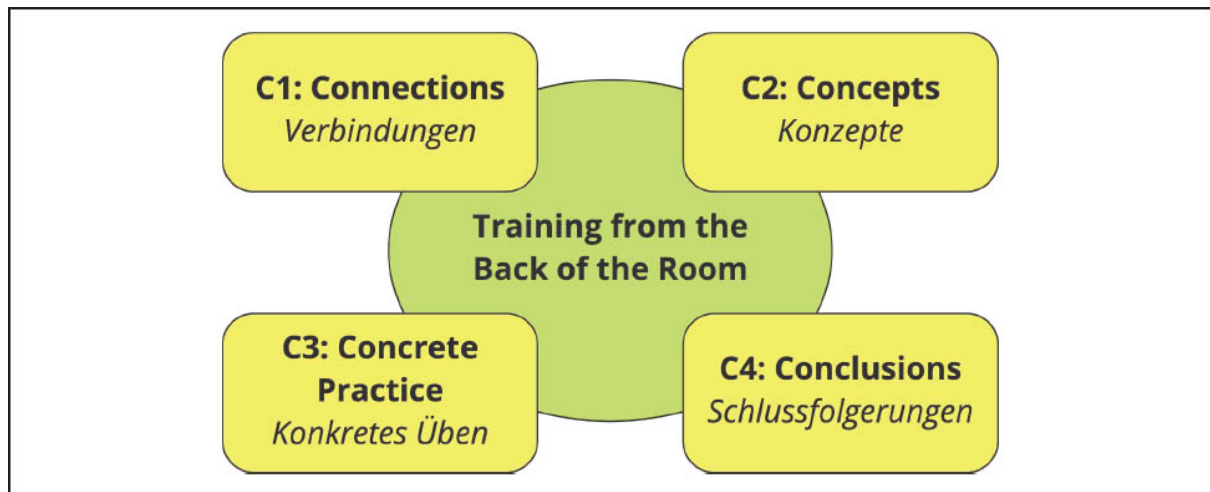 C1: Connections
Verbindungen
C2: Concepts
Konzepte
Training from the
Back of the Room
C3: Concrete
Practice
Konkretes Üben
C4: Conclusions
Schlussfolgerungen